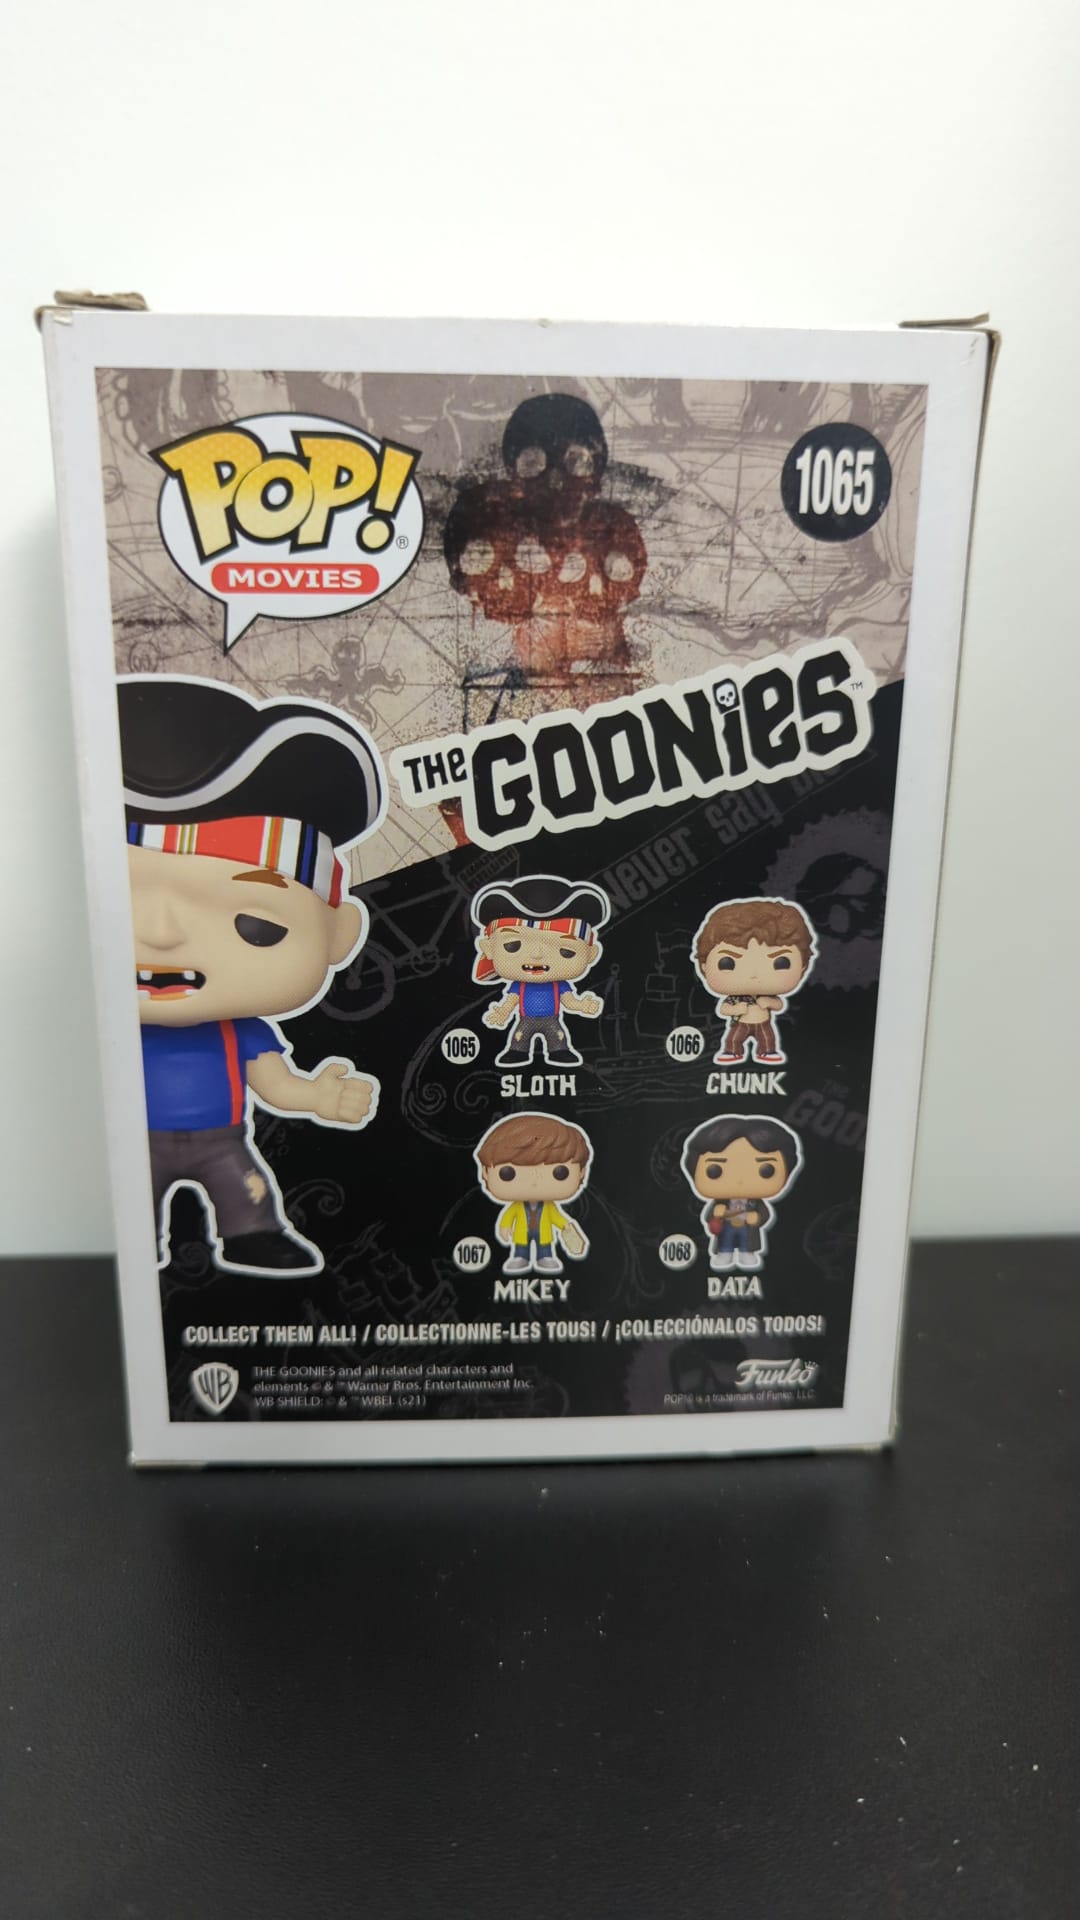 POP!®
MOVIES
1065
THE GOONiES™
Never say
1065
SLOTH
1066
CHUNK
1067
MiKEY
1068
DATA
COLLECT THEM ALL! / COLLECTIONNE-LES TOUS! / ¡COLECCIÓNALOS TODOS!
WB
THE GOONIES and all related characters and
elements © & ™ Warner Bros. Entertainment Inc.
WB SHIELD: © & ™ WBEI. (s21)
Funko
POP!® is a trademark of Funko, LLC